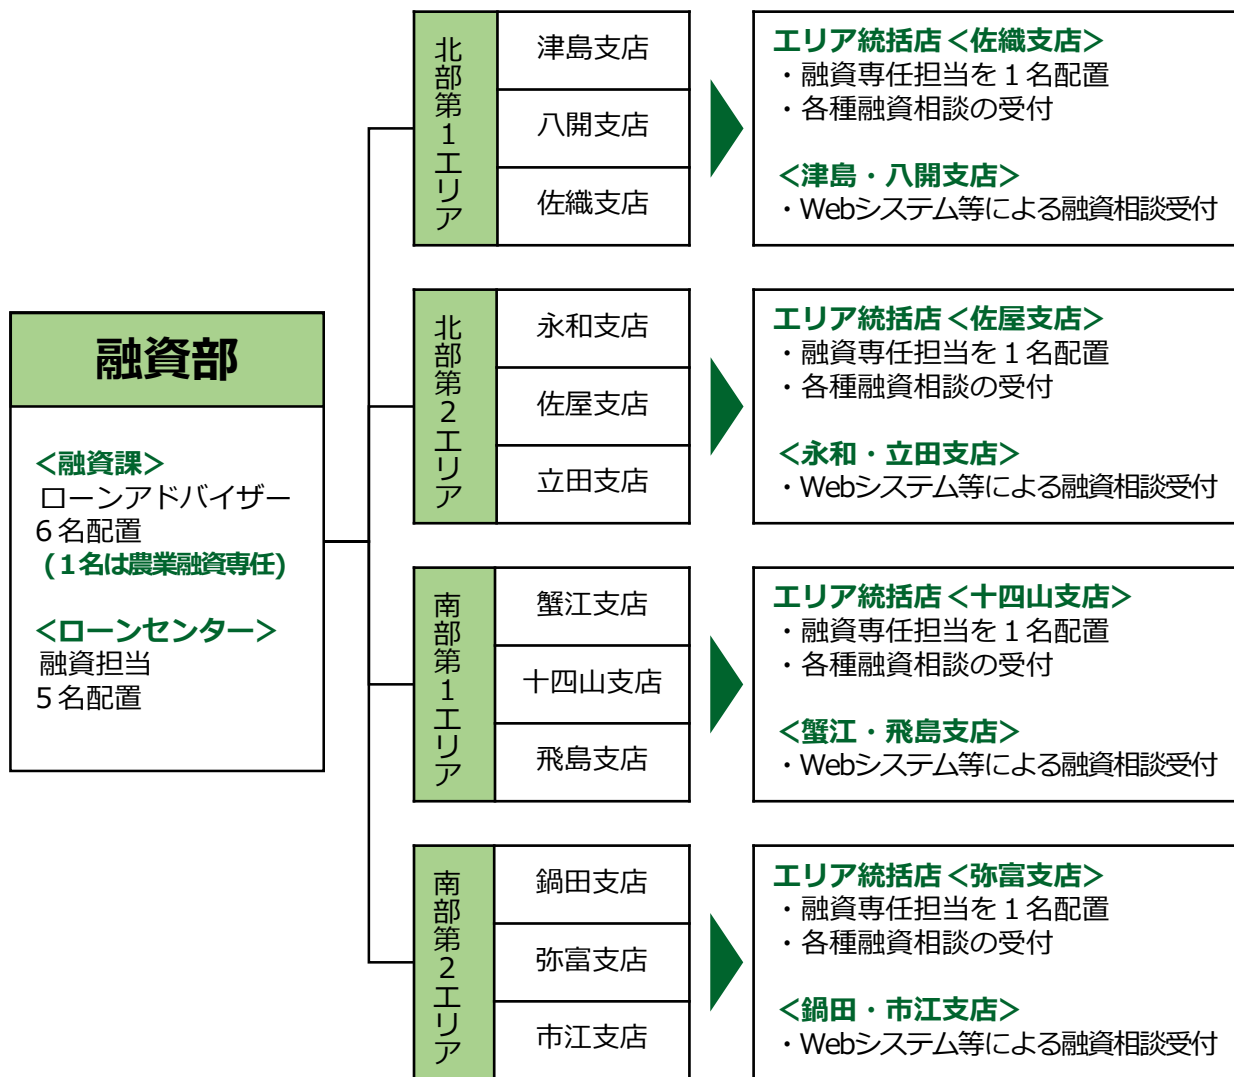 融資部
<融資課>
ローンアドバイザー
６名配置
(１名は農業融資専任)
<ローンセンター>
融資担当
５名配置
北部第１エリア
津島支店
八開支店
佐織支店
エリア統括店<佐織支店>
・融資専任担当を１名配置
・各種融資相談の受付
<津島・八開支店>
・Webシステム等による融資相談受付
北部第２エリア
永和支店
佐屋支店
立田支店
エリア統括店<佐屋支店>
・融資専任担当を１名配置
・各種融資相談の受付
<永和・立田支店>
・Webシステム等による融資相談受付
南部第１エリア
蟹江支店
十四山支店
飛島支店
エリア統括店<十四山支店>
・融資専任担当を１名配置
・各種融資相談の受付
<蟹江・飛島支店>
・Webシステム等による融資相談受付
南部第２エリア
鍋田支店
弥富支店
市江支店
エリア統括店<弥富支店>
・融資専任担当を１名配置
・各種融資相談の受付
<鍋田・市江支店>
・Webシステム等による融資相談受付